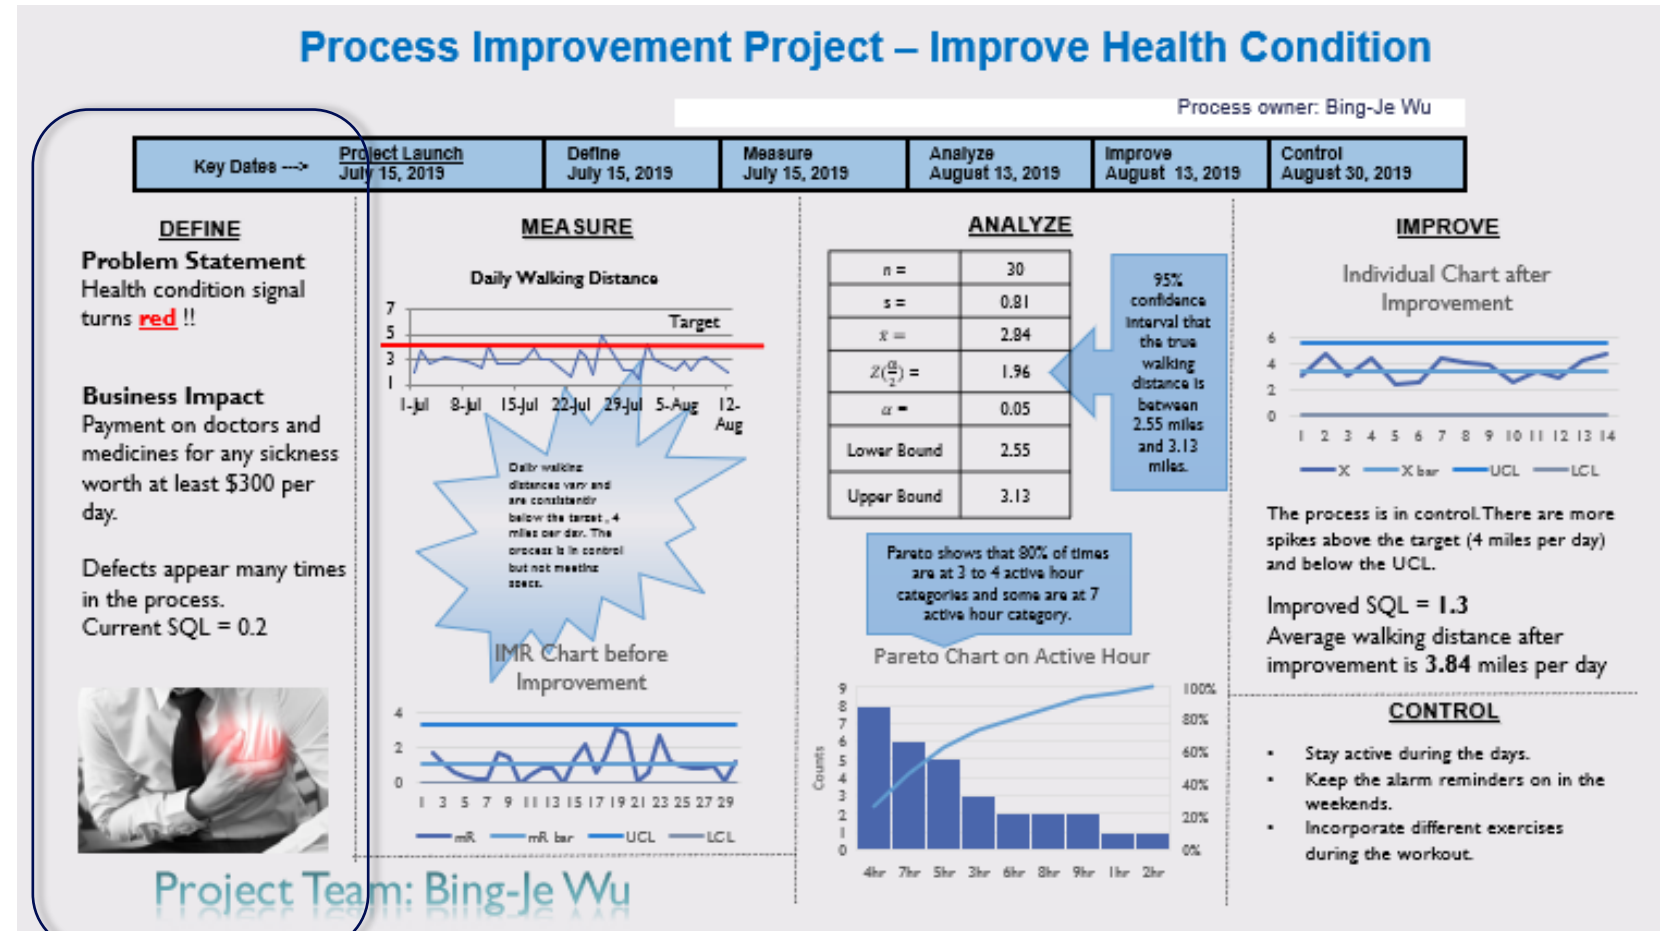 Process Improvement Project – Improve Health Condition
Process owner: Bing-Je Wu
Key Dates --->
Project Launch
July 15, 2019
Define
July 15, 2019
Measure
July 15, 2019
Analyze
August 13, 2019
Improve
August 13, 2019
Control
August 30, 2019
DEFINE
Problem Statement
Health condition signal
turns red !!
Business Impact
Payment on doctors and
medicines for any sickness
worth at least $300 per
day.
Defects appear many times
in the process.
Current SQL = 0.2
MEASURE
Daily Walking Distance
Target
7
5
3
1
1-Jul 8-Jul 15-Jul 22-Jul 29-Jul 5-Aug 12-
Aug
Daily walking
distances vary and
are consistently
below the target , 4
miles per day. The
process is in control
but not meeting
specs.
IMR Chart before
Improvement
4
2
0
1 3 5 7 9 11 13 15 17 19 21 23 25 27 29
mR mR bar UCL LCL
ANALYZE
n = 30
s = 0.81
x̄ = 2.84
Z(α/2) = 1.96
α = 0.05
Lower Bound 2.55
Upper Bound 3.13
95%
confidence
interval that
the true
walking
distance is
between
2.55 miles
and 3.13
miles.
Pareto shows that 80% of times
are at 3 to 4 active hour
categories and some are at 7
active hour category.
Pareto Chart on Active Hour
Counts
9
8
7
6
5
4
3
2
1
0
100%
80%
60%
40%
20%
0%
4hr 7hr 5hr 3hr 6hr 8hr 9hr 1hr 2hr
IMPROVE
Individual Chart after
Improvement
6
4
2
0
1 2 3 4 5 6 7 8 9 10 11 12 13 14
X X bar UCL LCL
The process is in control. There are more
spikes above the target (4 miles per day)
and below the UCL.
Improved SQL = 1.3
Average walking distance after
improvement is 3.84 miles per day
CONTROL
▪ Stay active during the days.
▪ Keep the alarm reminders on in the
weekends.
▪ Incorporate different exercises
during the workout.
Project Team: Bing-Je Wu